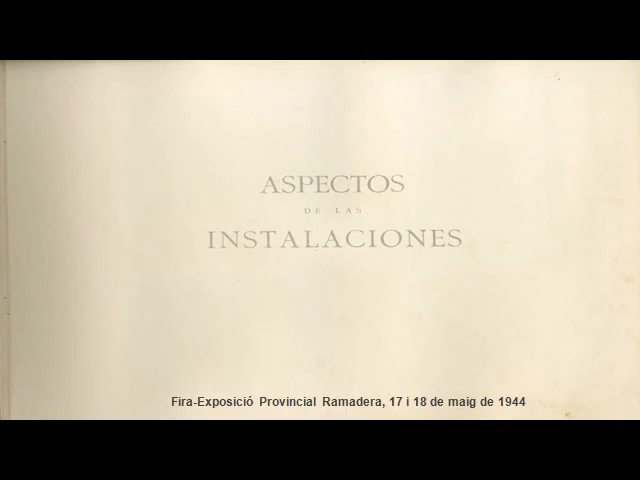 ASPECTOS
DE LAS
INSTALACIONES
Fira-Exposició Provincial Ramadera, 17 i 18 de maig de 1944